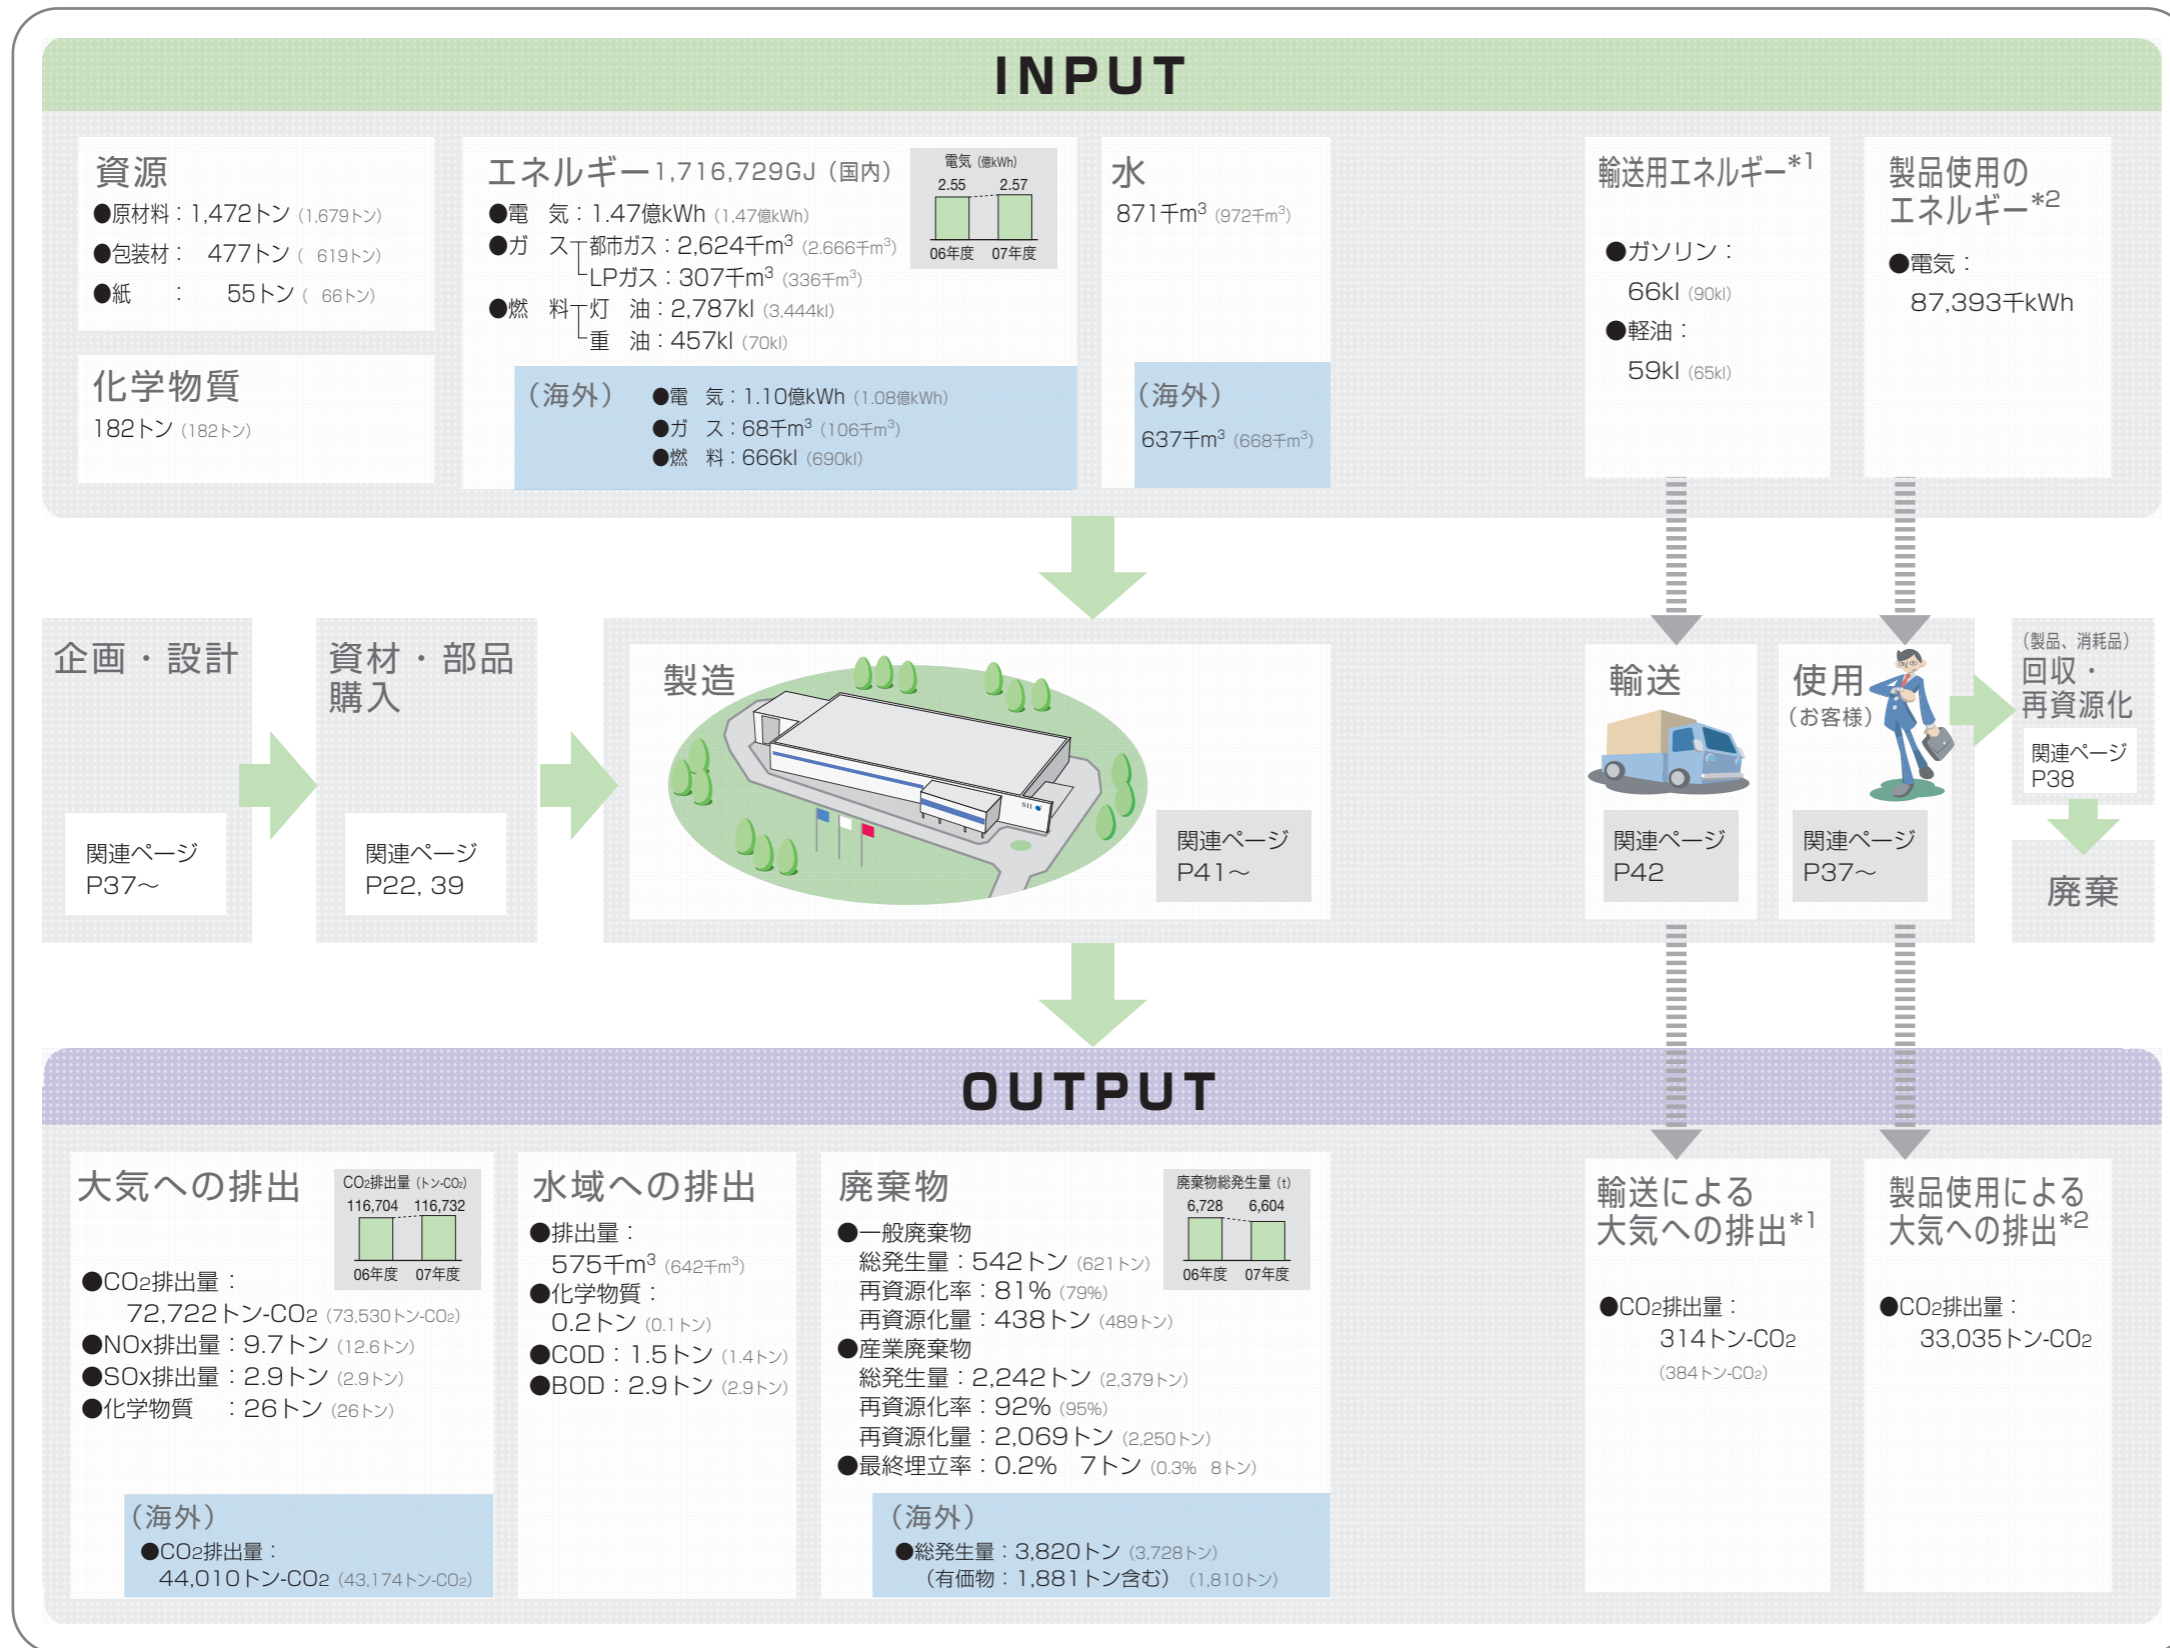 INPUT
資源
●原材料：1,472トン（1,679トン）
●包装材： 477トン（ 619トン）
●紙 ： 55トン（ 66トン）
化学物質
182トン（182トン）
エネルギー1,716,729GJ（国内）
●電 気：1.47億kWh（1,47億kWh）
●ガ ス┬都市ガス：2,624千m³（2.666千m³）
└LPガス：307千m³（336千m³）
●燃 料┬灯 油：2,787kl（3,444kl）
└重 油：457kl（70kl）
電気（億kWh）
2.55 2.57
06年度 07年度
（海外） ●電 気：1.10億kWh（1.08億kWh）
●ガ ス：68千m³（106千m³）
●燃 料：666kl（690kl）
水
871千m³（972千m³）
（海外）
637千m³（668千m³）
輸送用エネルギー*1
●ガソリン：
66kl（90kl）
●軽油：
59kl（65kl）
製品使用の
エネルギー*2
●電気：
87,393千kWh
企画・設計
関連ページ
P37～
資材・部品
購入
関連ページ
P22, 39
製造
SII
関連ページ
P41～
輸送
関連ページ
P42
使用
（お客様）
関連ページ
P37～
（製品、消耗品）
回収・
再資源化
関連ページ
P38
廃棄
OUTPUT
大気への排出
CO₂排出量（トン-CO₂）
116,704 116,732
06年度 07年度
●CO₂排出量：
72,722トン-CO₂（73,530トン-CO₂）
●NOx排出量：9.7トン（12.6トン）
●SOx排出量：2.9トン（2.9トン）
●化学物質 ：26トン（26トン）
（海外）
●CO₂排出量：
44,010トン-CO₂（43,174トン-CO₂）
水域への排出
●排出量：
575千m³（642千m³）
●化学物質：
0.2トン（0.1トン）
●COD：1.5トン（1.4トン）
●BOD：2.9トン（2.9トン）
廃棄物
廃棄物総発生量（t）
6,728 6,604
06年度 07年度
●一般廃棄物
総発生量：542トン（621トン）
再資源化率：81%（79%）
再資源化量：438トン（489トン）
●産業廃棄物
総発生量：2,242トン（2,379トン）
再資源化率：92%（95%）
再資源化量：2,069トン（2,250トン）
●最終埋立率：0.2% 7トン（0.3% 8トン）
（海外）
●総発生量：3,820トン（3,728トン）
（有価物：1,881トン含む）（1,810トン）
輸送による
大気への排出*1
●CO₂排出量：
314トン-CO₂
（384トン-CO₂）
製品使用による
大気への排出*2
●CO₂排出量：
33,035トン-CO₂